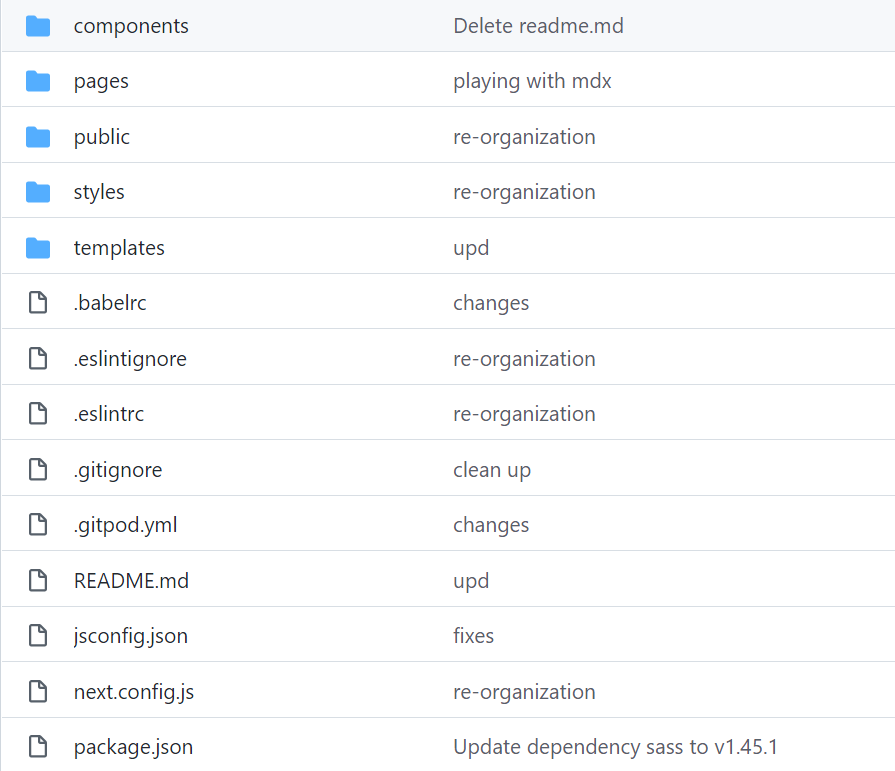 components Delete readme.md
pages playing with mdx
public re-organization
styles re-organization
templates upd
.babelrc changes
.eslintignore re-organization
.eslintrc re-organization
.gitignore clean up
.gitpod.yml changes
README.md upd
jsconfig.json fixes
next.config.js re-organization
package.json Update dependency sass to v1.45.1